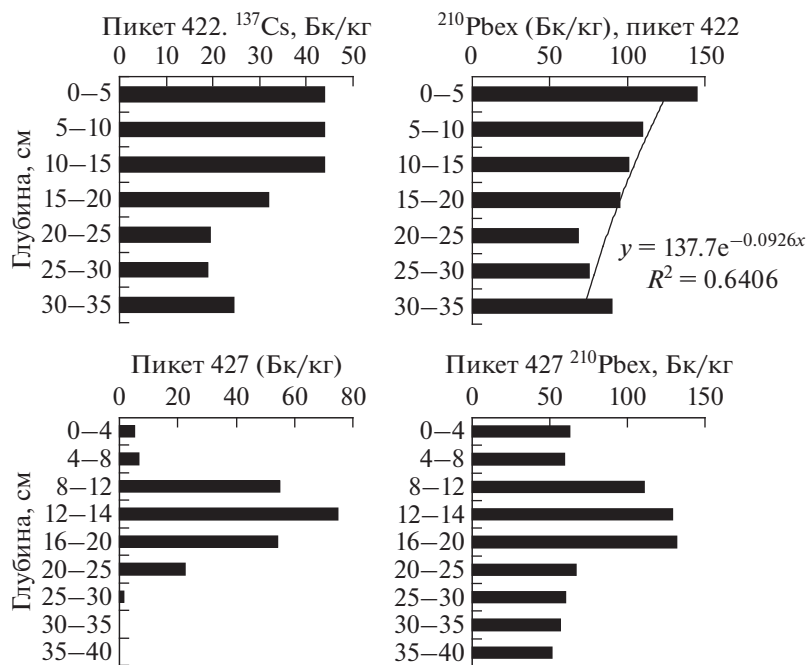 Пикет 422. ¹³⁷Cs, Бк/кг
0 10 20 30 40 50
Глубина, см
0–5
5–10
10–15
15–20
20–25
25–30
30–35
²¹⁰Pbex (Бк/кг), пикет 422
0 50 100 150
0–5
5–10
10–15
15–20
20–25
25–30
30–35
y = 137.7e^−0.0926x
R² = 0.6406
Пикет 427 (Бк/кг)
0 20 40 60 80
Глубина, см
0–4
4–8
8–12
12–14
16–20
20–25
25–30
30–35
35–40
Пикет 427 ²¹⁰Pbex, Бк/кг
0 50 100 150
0–4
4–8
8–12
12–14
16–20
20–25
25–30
30–35
35–40